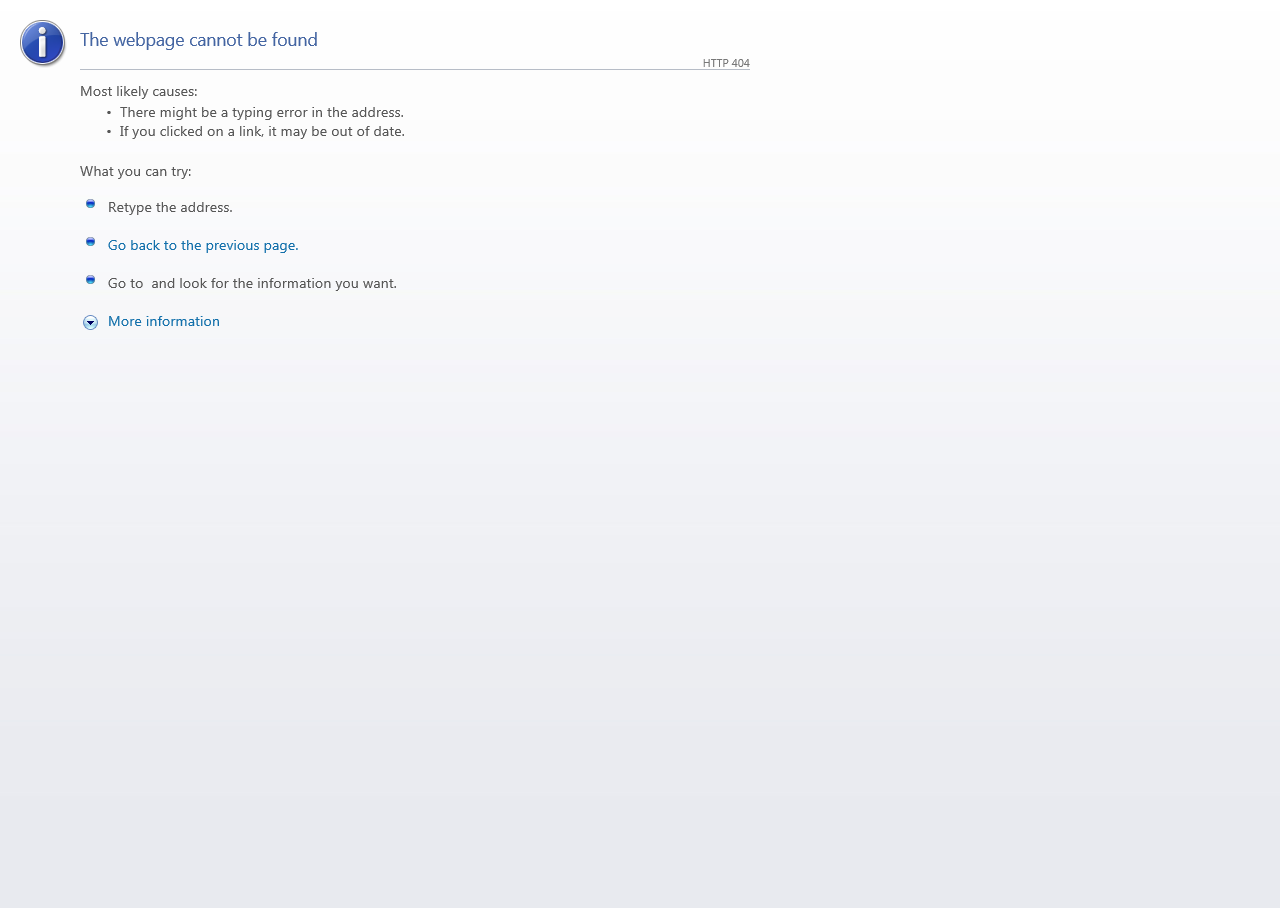 The webpage cannot be found
HTTP 404
Most likely causes:
• There might be a typing error in the address.
• If you clicked on a link, it may be out of date.
What you can try:
Retype the address.
Go back to the previous page.
Go to  and look for the information you want.
More information